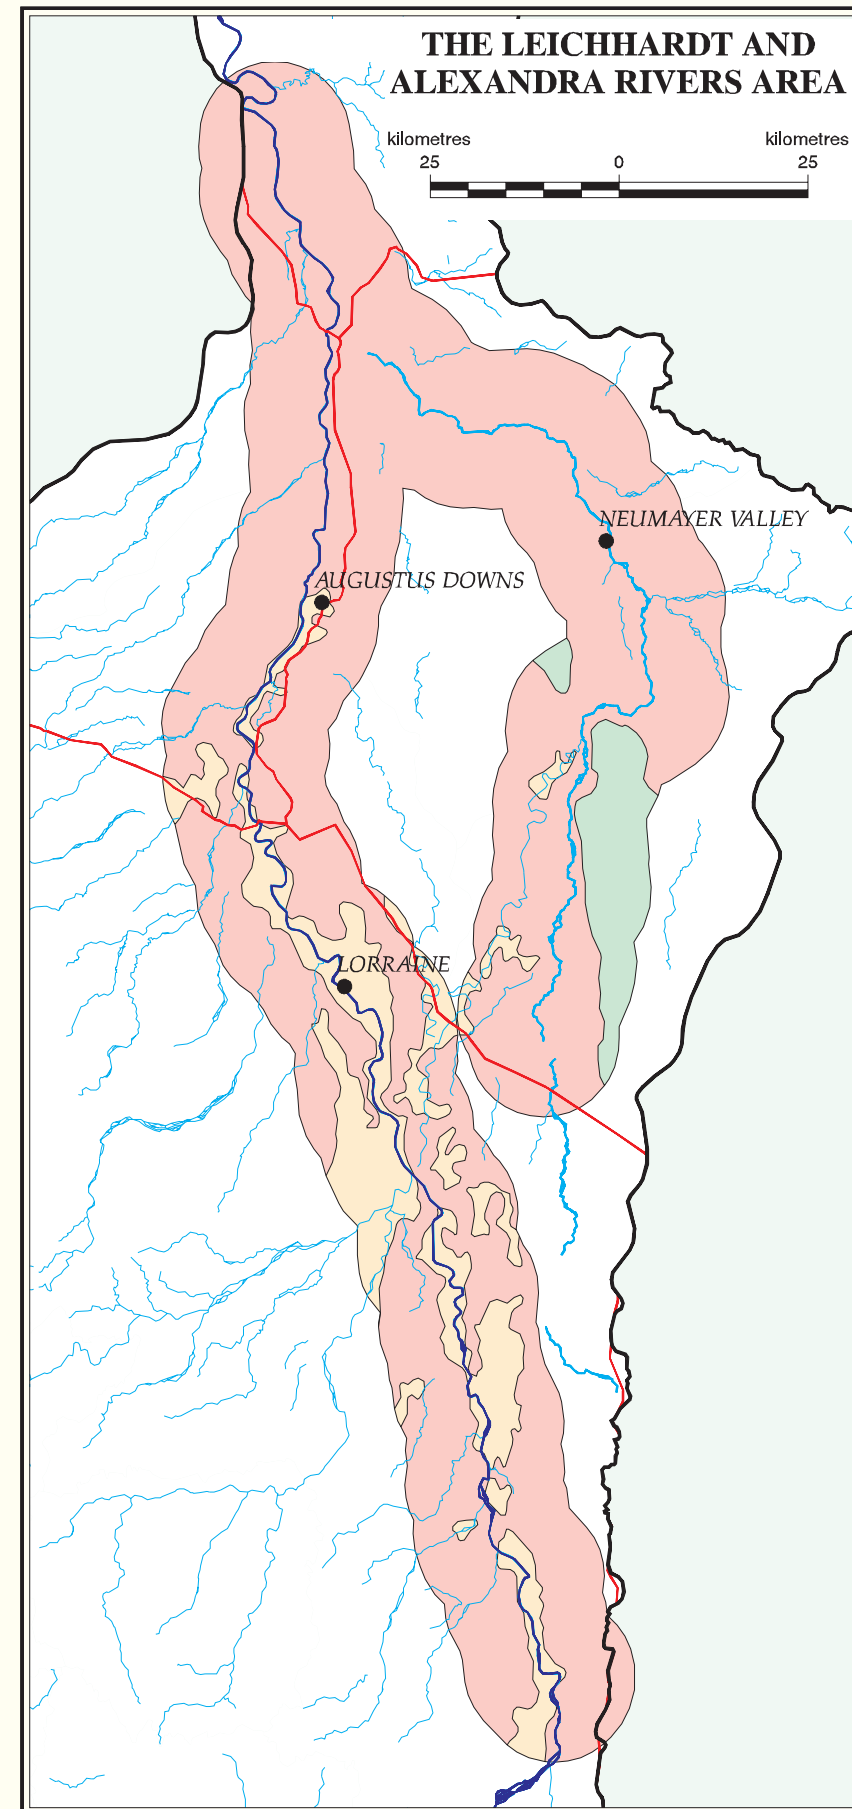 THE LEICHHARDT AND
ALEXANDRA RIVERS AREA
kilometres kilometres
25 0 25
NEUMAYER VALLEY
AUGUSTUS DOWNS
LORRAINE